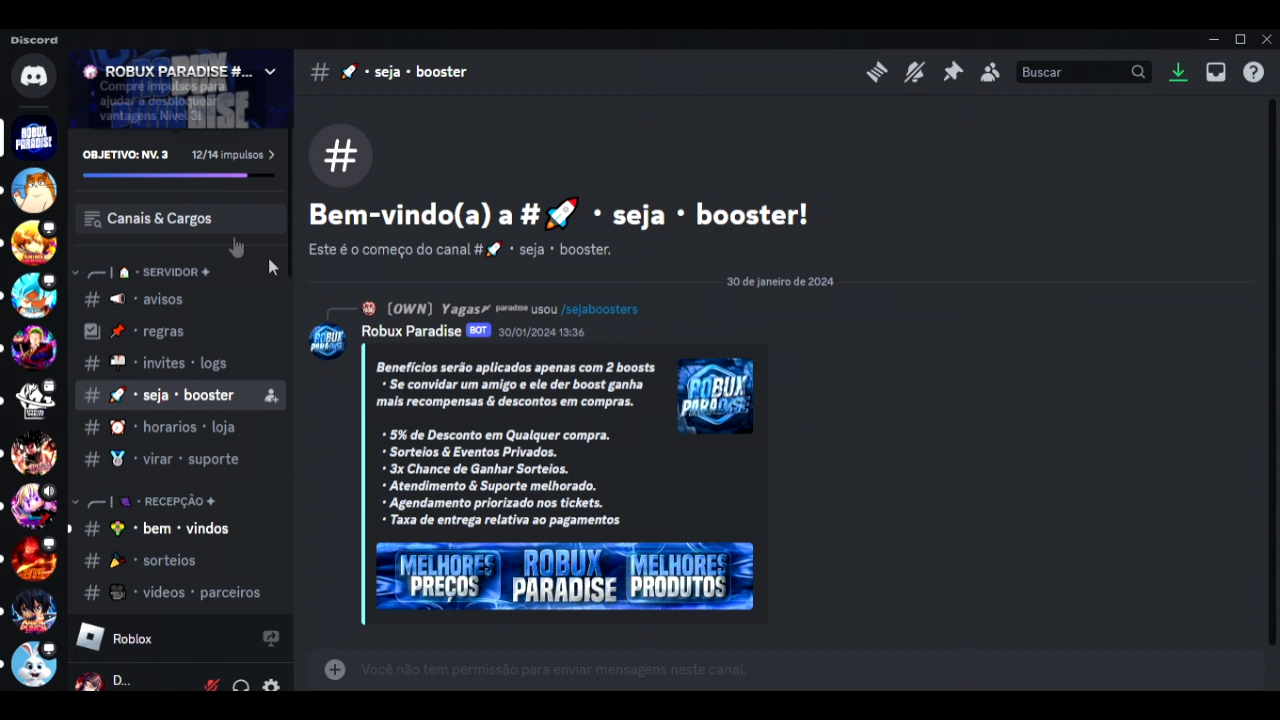 Discord
ROBUX PARADISE #...
Compre impulsos para
ajudar a desbloquear
vantagens Nível 3!
OBJETIVO: NV. 3 12/14 impulsos
Canais & Cargos
SERVIDOR
avisos
regras
invites • logs
seja • booster
horarios • loja
virar • suporte
RECEPÇÃO
bem • vindos
sorteios
videos • parceiros
Roblox
D...
# 🚀 • seja • booster
Buscar
Bem-vindo(a) a #🚀 • seja • booster!
Este é o começo do canal #🚀 • seja • booster.
30 de janeiro de 2024
[OWN] Yagas paradise usou /sejaboosters
Robux Paradise BOT 30/01/2024 13:36
Benefícios serão aplicados apenas com 2 boosts
• Se convidar um amigo e ele der boost ganha
mais recompensas & descontos em compras.
• 5% de Desconto em Qualquer compra.
• Sorteios & Eventos Privados.
• 3x Chance de Ganhar Sorteios.
• Atendimento & Suporte melhorado.
• Agendamento priorizado nos tickets.
• Taxa de entrega relativa ao pagamentos
ROBUX
PARADISE
MELHORES
PREÇOS
ROBUX
PARADISE
MELHORES
PRODUTOS
Você não tem permissão para enviar mensagens neste canal.